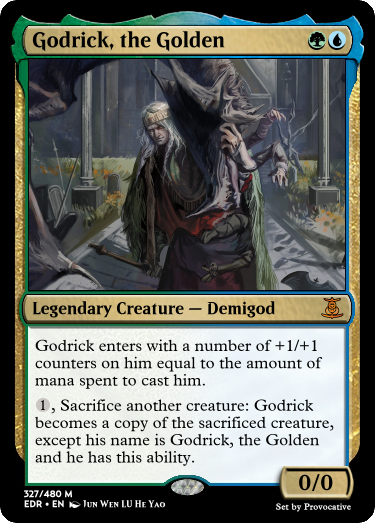 Godrick, the Golden
Legendary Creature — Demigod
Godrick enters with a number of +1/+1
counters on him equal to the amount of
mana spent to cast him.
1, Sacrifice another creature: Godrick
becomes a copy of the sacrificed creature,
except his name is Godrick, the Golden
and he has this ability.
0/0
327/480 M
EDR • EN Jun Wen LU He Yao
Set by Provocative